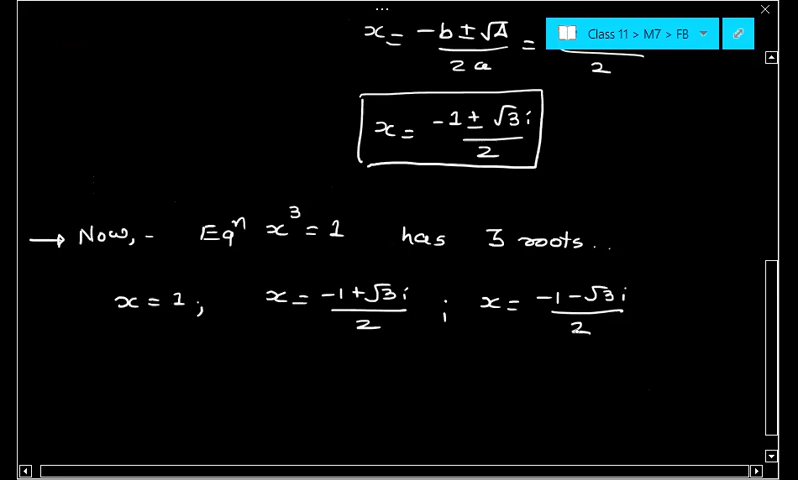 x = -b ± √Δ / 2a = / 2
Class 11 > M7 > FB
x = -1 ± √3 i / 2
→ Now, - Eqⁿ x³ = 1 has 3 roots..
x = 1 ; x = -1+√3 i / 2 ; x = -1-√3 i / 2